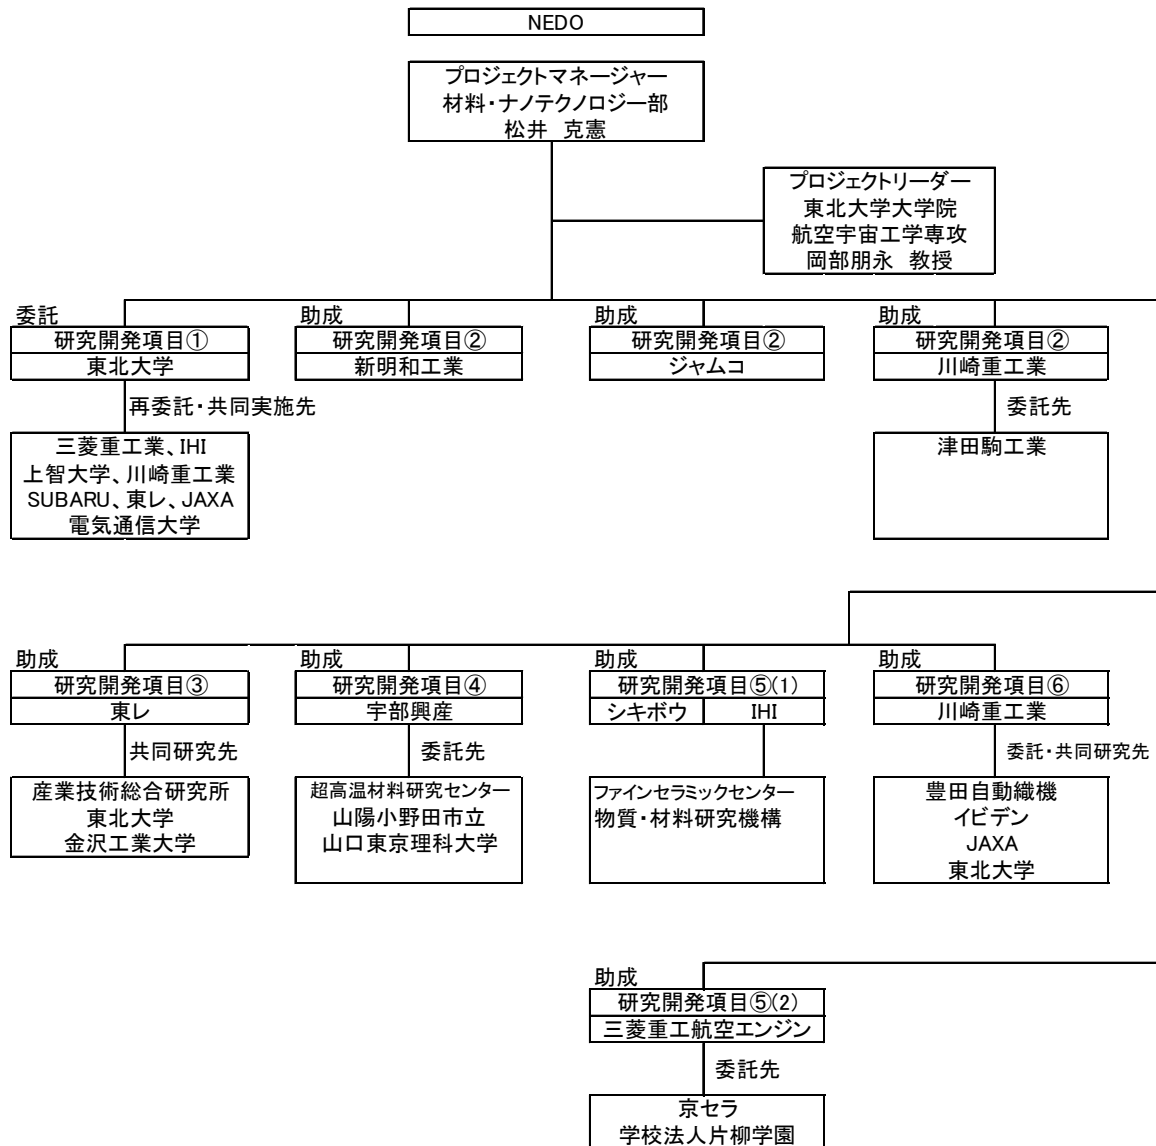 NEDO
プロジェクトマネージャー
材料・ナノテクノロジー部
松井 克憲
プロジェクトリーダー
東北大学大学院
航空宇宙工学専攻
岡部朋永 教授
委託
研究開発項目①
東北大学
再委託・共同実施先
三菱重工業、IHI
上智大学、川崎重工業
SUBARU、東レ、JAXA
電気通信大学
助成
研究開発項目②
新明和工業
助成
研究開発項目②
ジャムコ
助成
研究開発項目②
川崎重工業
委託先
津田駒工業
助成
研究開発項目③
東レ
共同研究先
産業技術総合研究所
東北大学
金沢工業大学
助成
研究開発項目④
宇部興産
委託先
超高温材料研究センター
山陽小野田市立
山口東京理科大学
助成
研究開発項目⑤(1)
シキボウ IHI
ファインセラミックセンター
物質・材料研究機構
助成
研究開発項目⑥
川崎重工業
委託・共同研究先
豊田自動織機
イビデン
JAXA
東北大学
助成
研究開発項目⑤(2)
三菱重工航空エンジン
委託先
京セラ
学校法人片柳学園